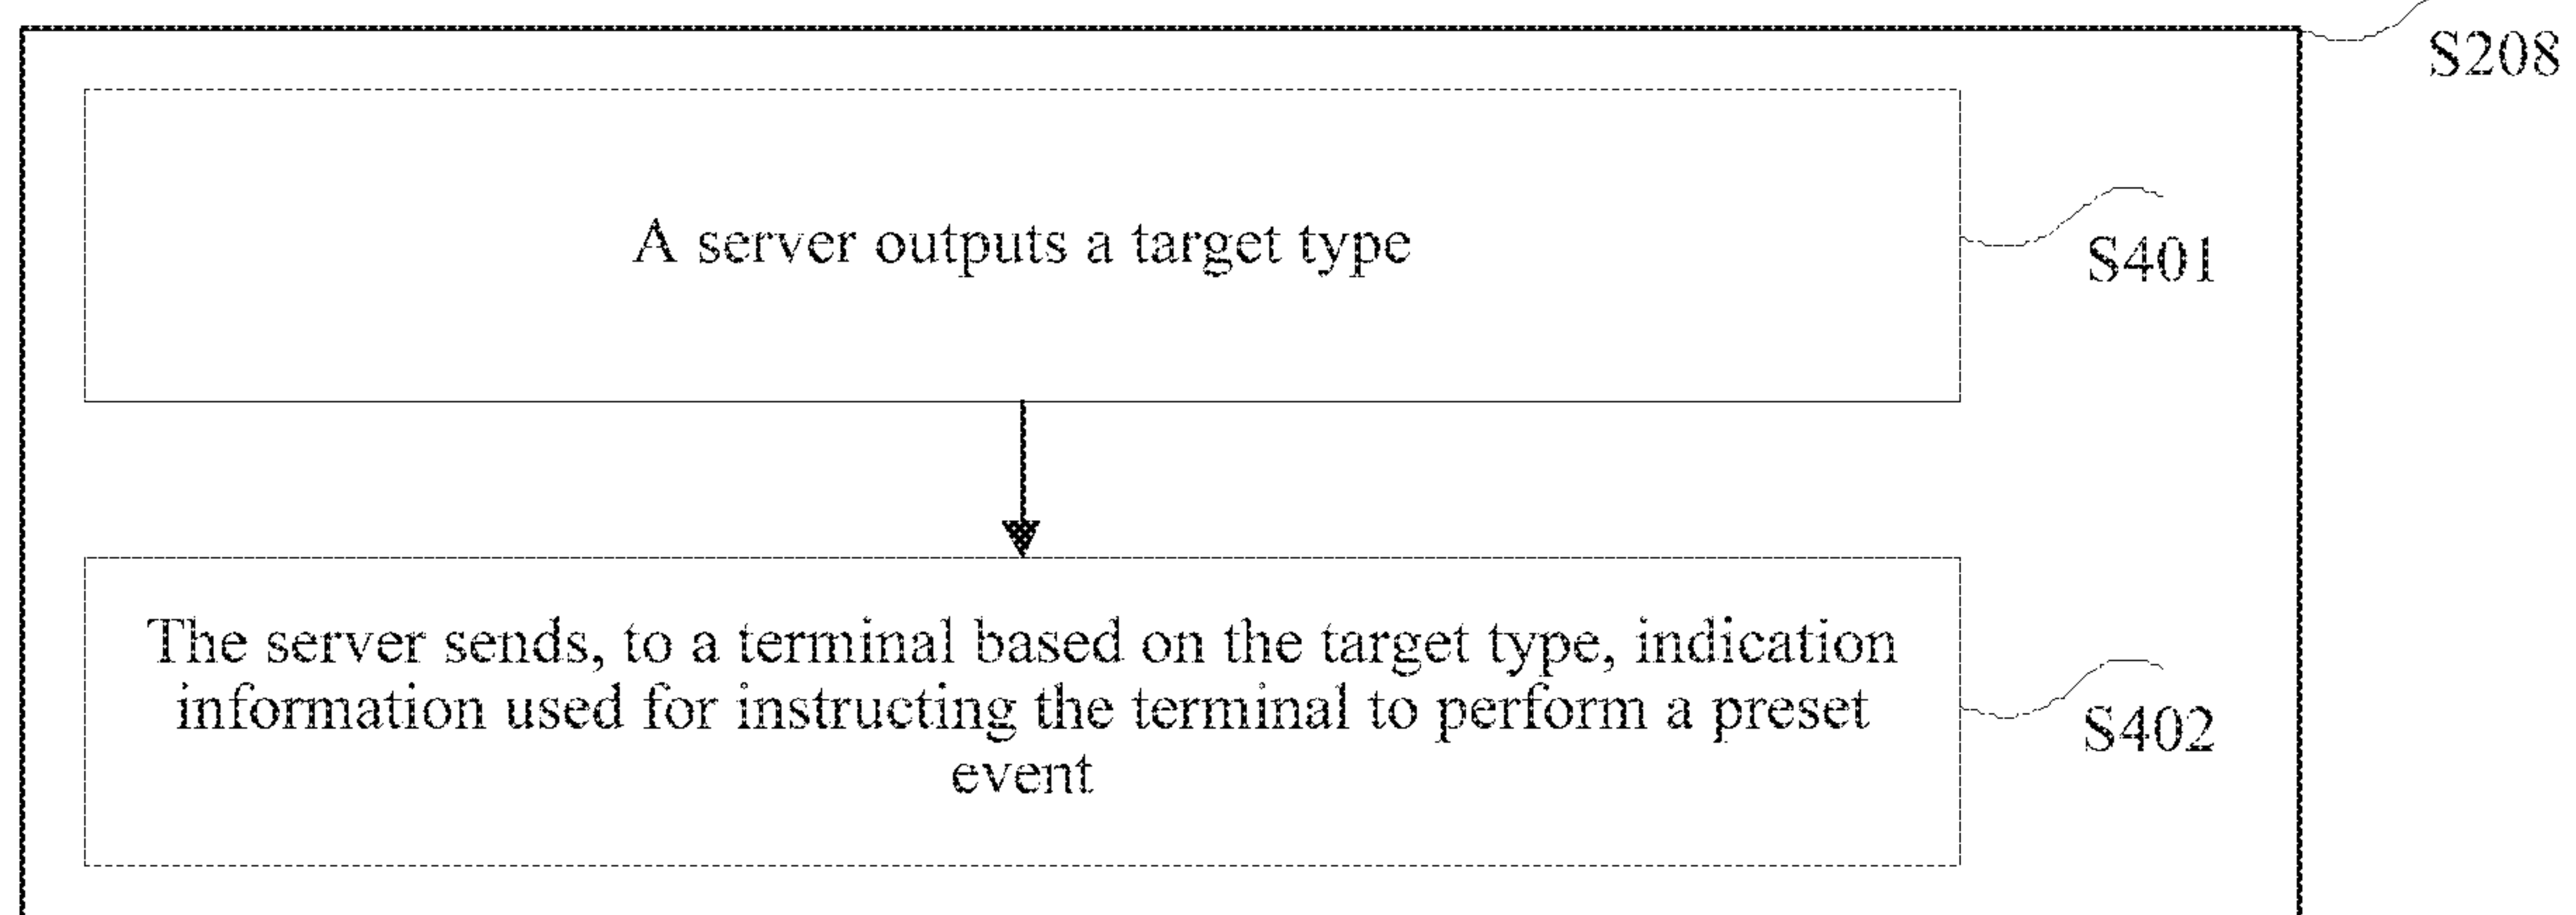 S208
A server outputs a target type
S401
The server sends, to a terminal based on the target type, indication
information used for instructing the terminal to perform a preset
event
S402